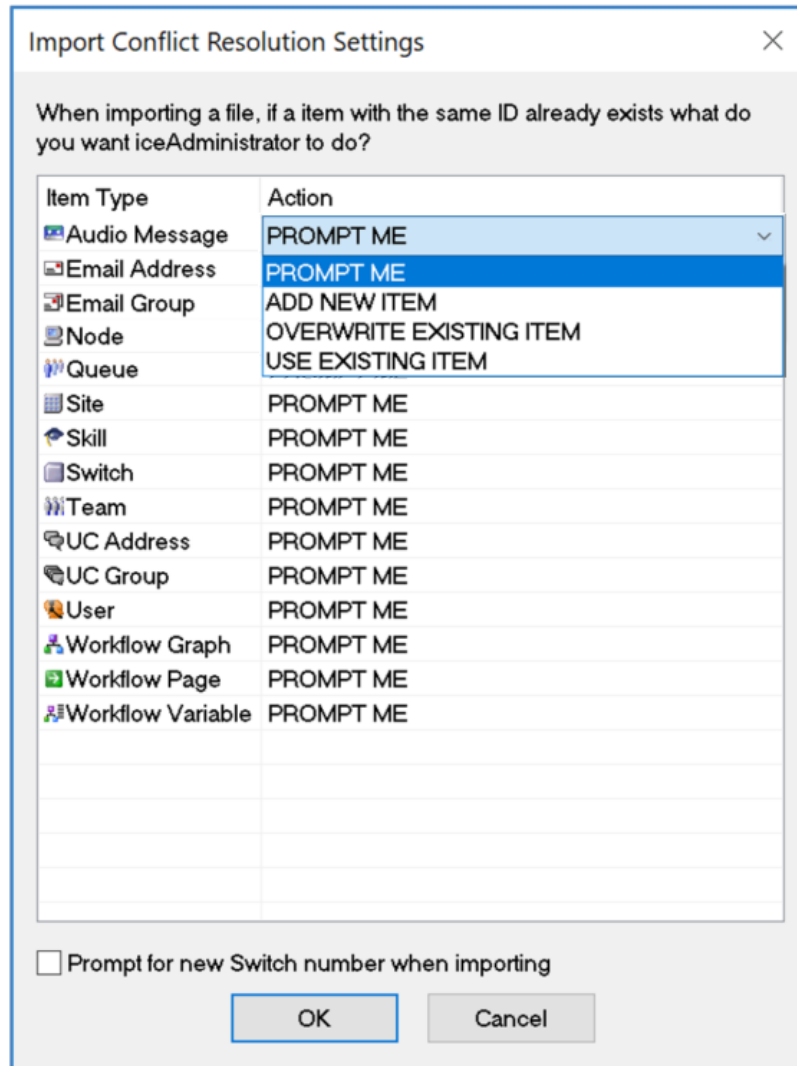 Import Conflict Resolution Settings
When importing a file, if a item with the same ID already exists what do
you want iceAdministrator to do?
Item Type Action
Audio Message PROMPT ME
Email Address PROMPT ME
Email Group ADD NEW ITEM
Node OVERWRITE EXISTING ITEM
Queue USE EXISTING ITEM
Site PROMPT ME
Skill PROMPT ME
Switch PROMPT ME
Team PROMPT ME
UC Address PROMPT ME
UC Group PROMPT ME
User PROMPT ME
Workflow Graph PROMPT ME
Workflow Page PROMPT ME
Workflow Variable PROMPT ME
Prompt for new Switch number when importing
OK Cancel